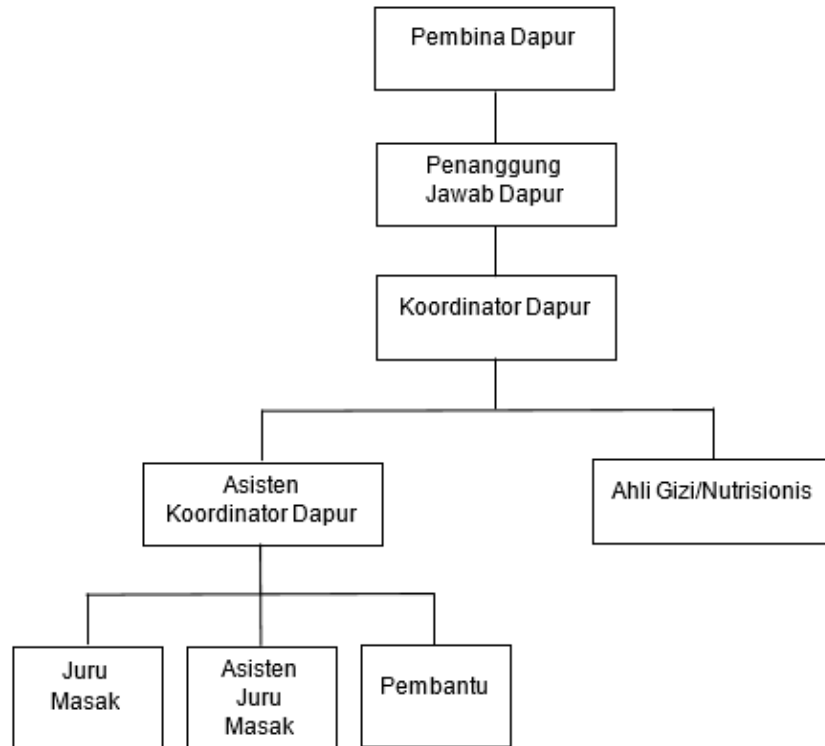 Pembina Dapur
Penanggung
Jawab Dapur
Koordinator Dapur
Asisten
Koordinator Dapur
Ahli Gizi/Nutrisionis
Juru
Masak
Asisten
Juru
Masak
Pembantu